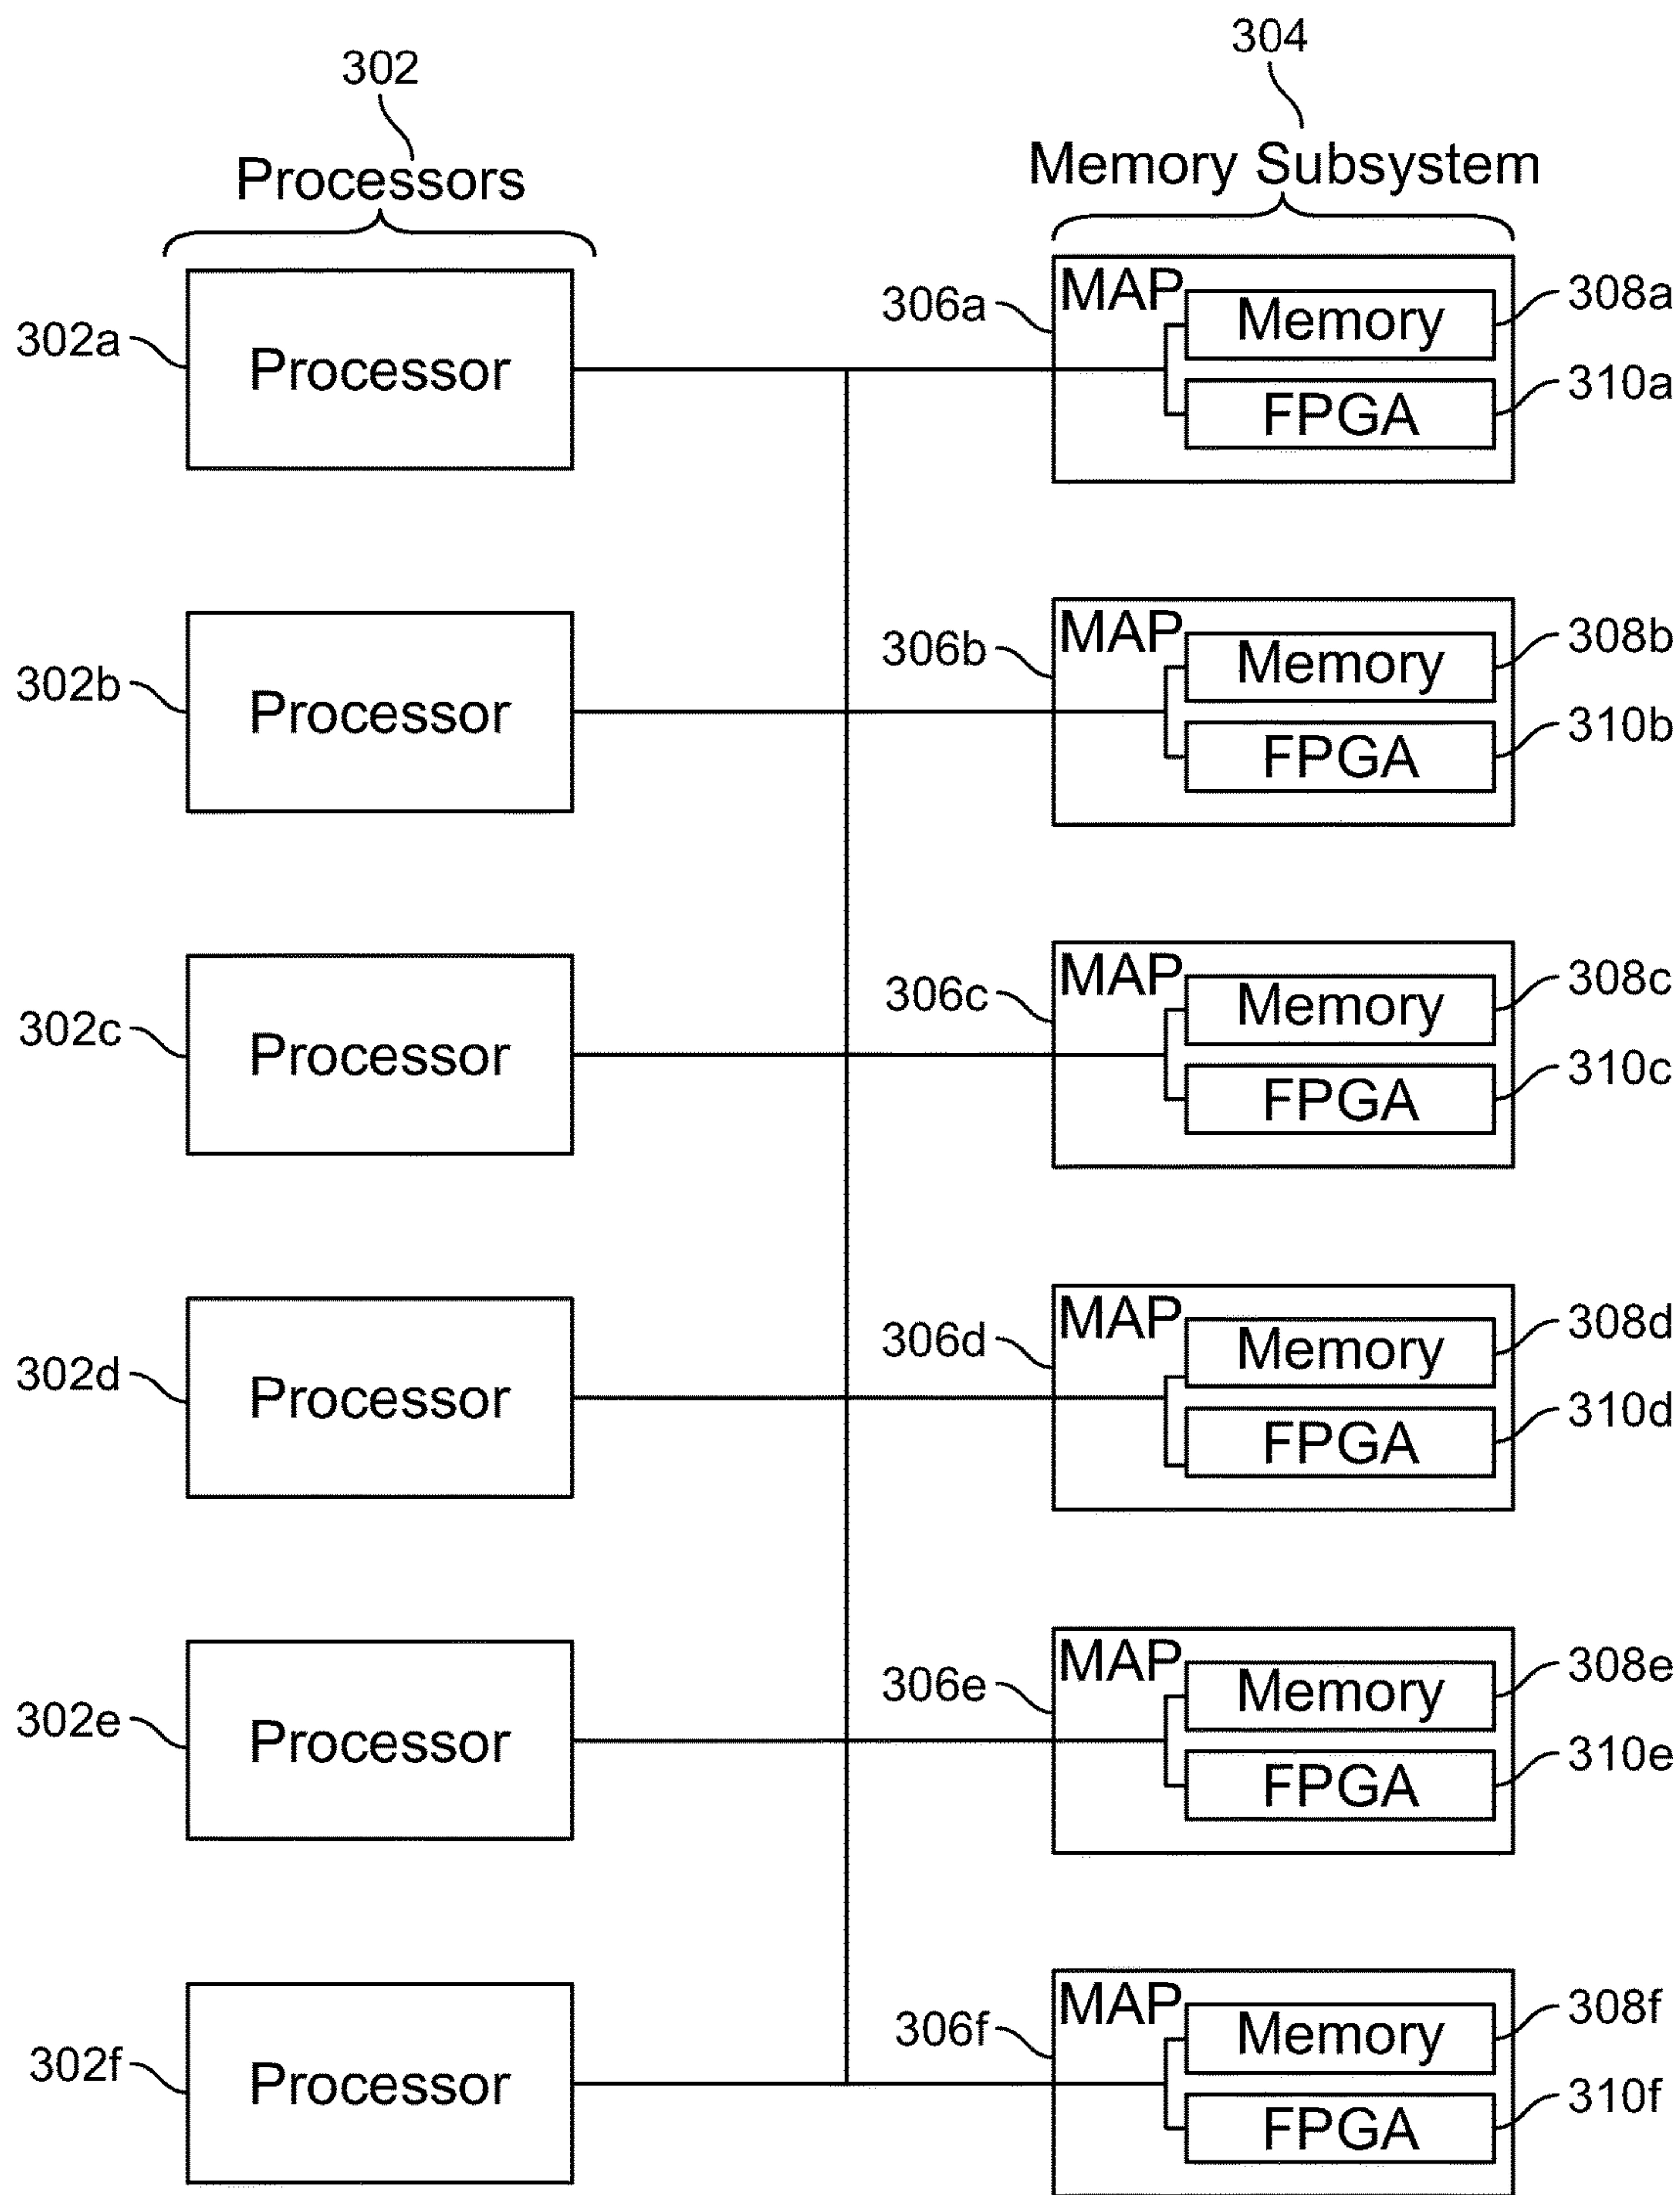 304
302
Memory Subsystem
Processors
MAP
306a
Memory
308a
302a
Processor
310a
FPGA
MAP
306b
Memory
308b
302b
Processor
310b
FPGA
MAP
306c
Memory
308c
302c
Processor
310c
FPGA
MAP
306d
Memory
308d
302d
Processor
310d
FPGA
MAP
306e
Memory
308e
302e
Processor
310e
FPGA
MAP
306f
Memory
308f
302f
Processor
310f
FPGA